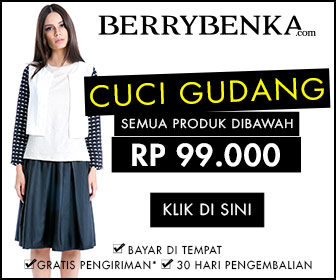 BERRYBENKA.com
CUCI GUDANG
SEMUA PRODUK DIBAWAH
RP 99.000
KLIK DI SINI
BAYAR DI TEMPAT
GRATIS PENGIRIMAN* 30 HARI PENGEMBALIAN